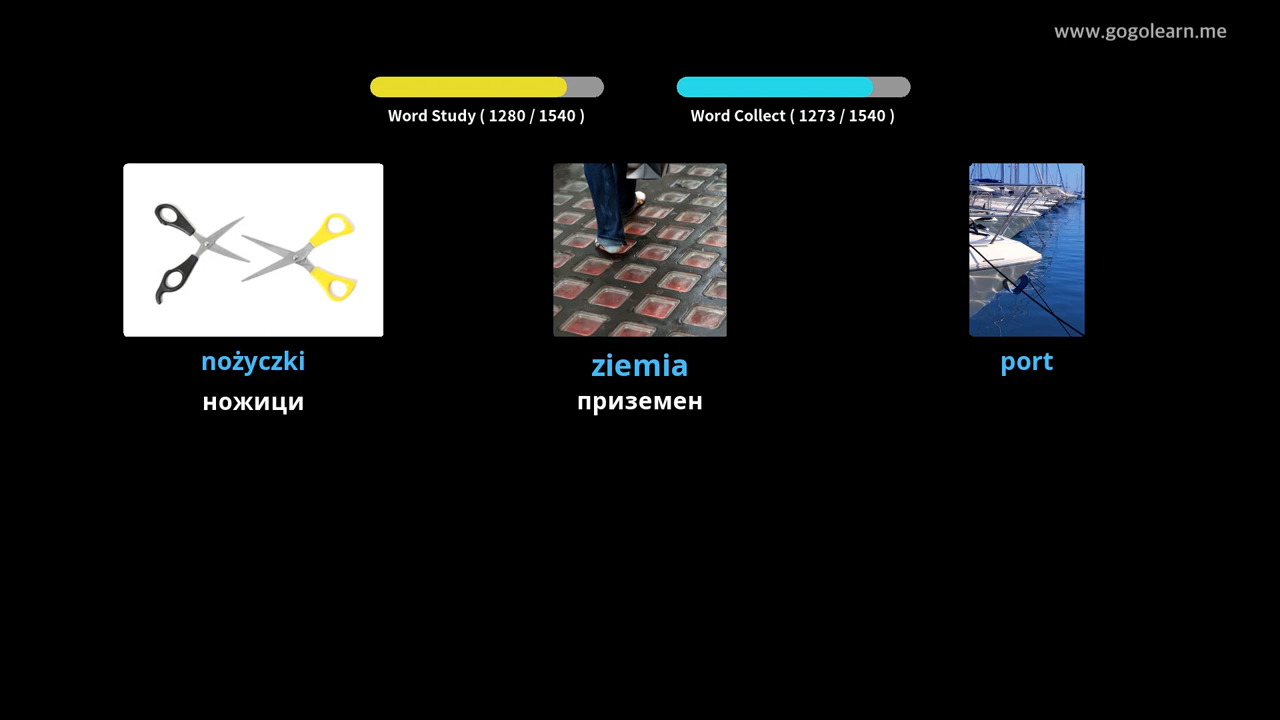 www.gogolearn.me
Word Study ( 1280 / 1540 )
Word Collect ( 1273 / 1540 )
nożyczki
ножици
ziemia
приземен
port